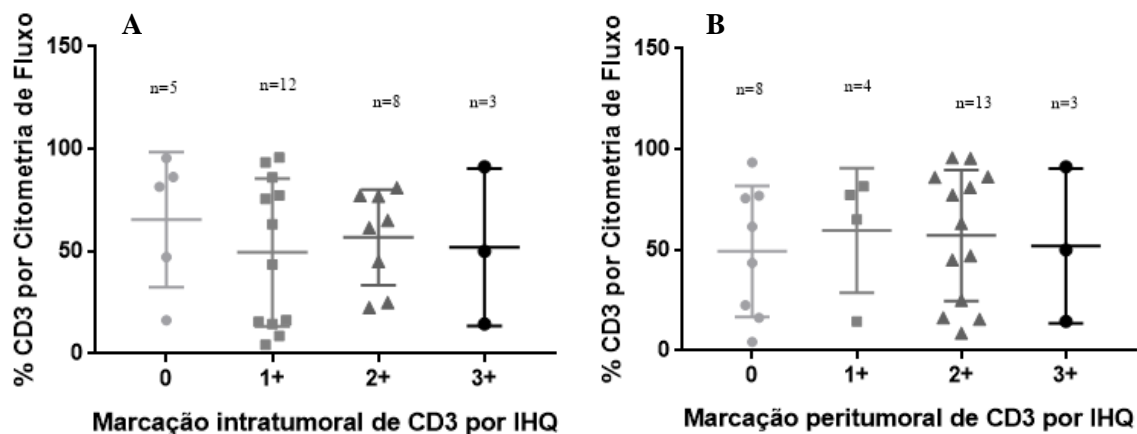 A
% CD3 por Citometria de Fluxo
150
100
50
0
n=5
n=12
n=8
n=3
0
1+
2+
3+
Marcação intratumoral de CD3 por IHQ
B
% CD3 por Citometria de Fluxo
150
100
50
0
n=8
n=4
n=13
n=3
0
1+
2+
3+
Marcação peritumoral de CD3 por IHQ